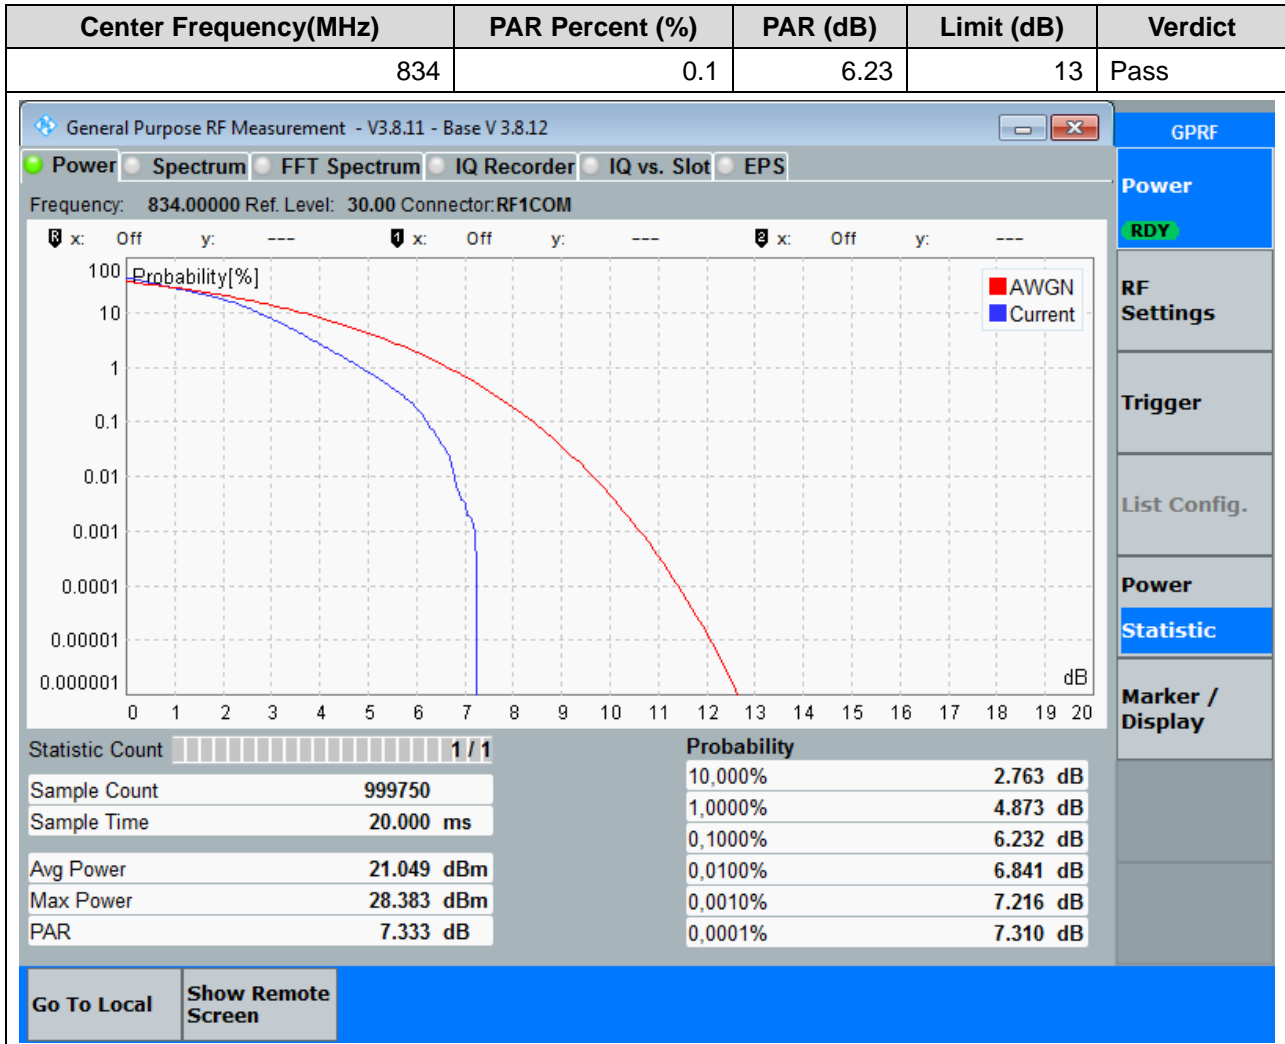 Center Frequency(MHz) PAR Percent (%) PAR (dB) Limit (dB) Verdict
834 0.1 6.23 13 Pass
General Purpose RF Measurement - V3.8.11 - Base V 3.8.12
GPRF
Power Spectrum FFT Spectrum IQ Recorder IQ vs. Slot EPS
Power
RDY
Frequency: 834.00000 Ref. Level: 30.00 Connector:RF1COM
R x: Off y: --- 1 x: Off y: --- 2 x: Off y: ---
Probability[%]
AWGN
Current
100
10
1
0.1
0.01
0.001
0.0001
0.00001
0.000001
dB
0 1 2 3 4 5 6 7 8 9 10 11 12 13 14 15 16 17 18 19 20
RF
Settings
Trigger
List Config.
Power
Statistic
Marker /
Display
Statistic Count 1 / 1
Sample Count 999750
Sample Time 20.000 ms
Avg Power 21.049 dBm
Max Power 28.383 dBm
PAR 7.333 dB
Probability
10,000% 2.763 dB
1,0000% 4.873 dB
0,1000% 6.232 dB
0,0100% 6.841 dB
0,0010% 7.216 dB
0,0001% 7.310 dB
Go To Local
Show Remote
Screen